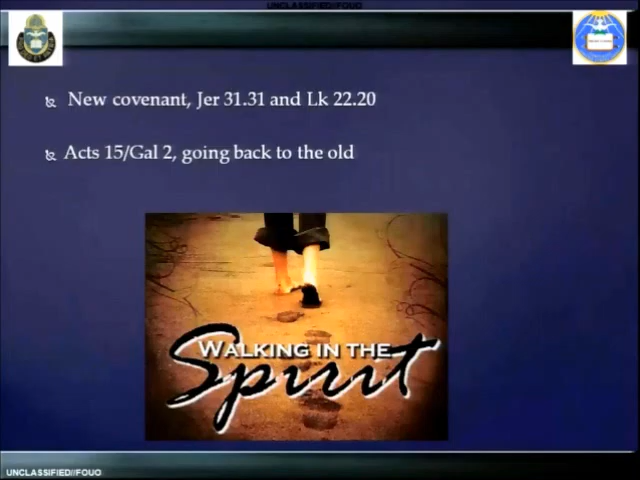 UNCLASSIFIED//FOUO
New covenant, Jer 31.31 and Lk 22.20
Acts 15/Gal 2, going back to the old
WALKING IN THE
Spirit
UNCLASSIFIED//FOUO